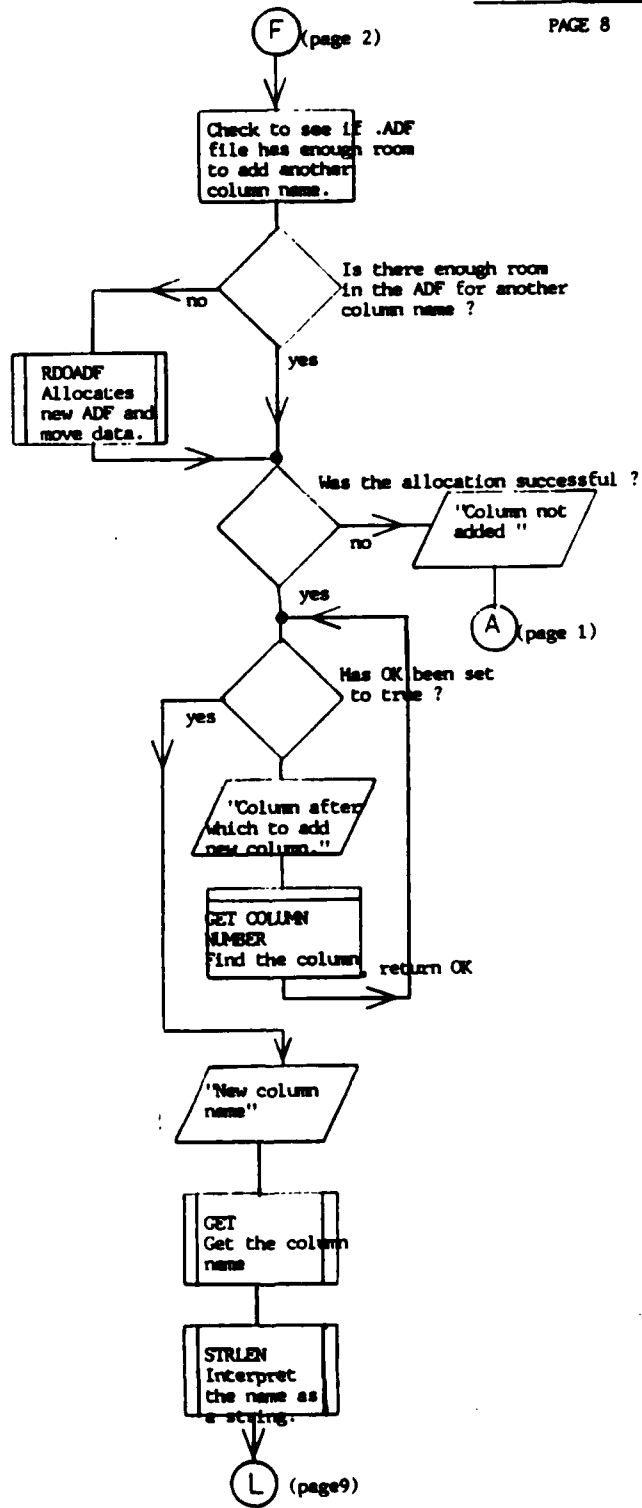 PAGE 8
F (page 2)
Check to see if .ADF
file has enough room
to add another
column name.
Is there enough room
in the ADF for another
column name ?
no
yes
RDOADF
Allocates
new ADF and
move data.
Was the allocation successful ?
no
"Column not
added "
yes
A (page 1)
Has OK been set
to true ?
yes
"Column after
which to add
new column."
GET COLUMN
NUMBER
Find the column
. return OK
"New column
name"
GET
Get the column
name
STRLEN
Interpret
the name as
a string.
L (page9)